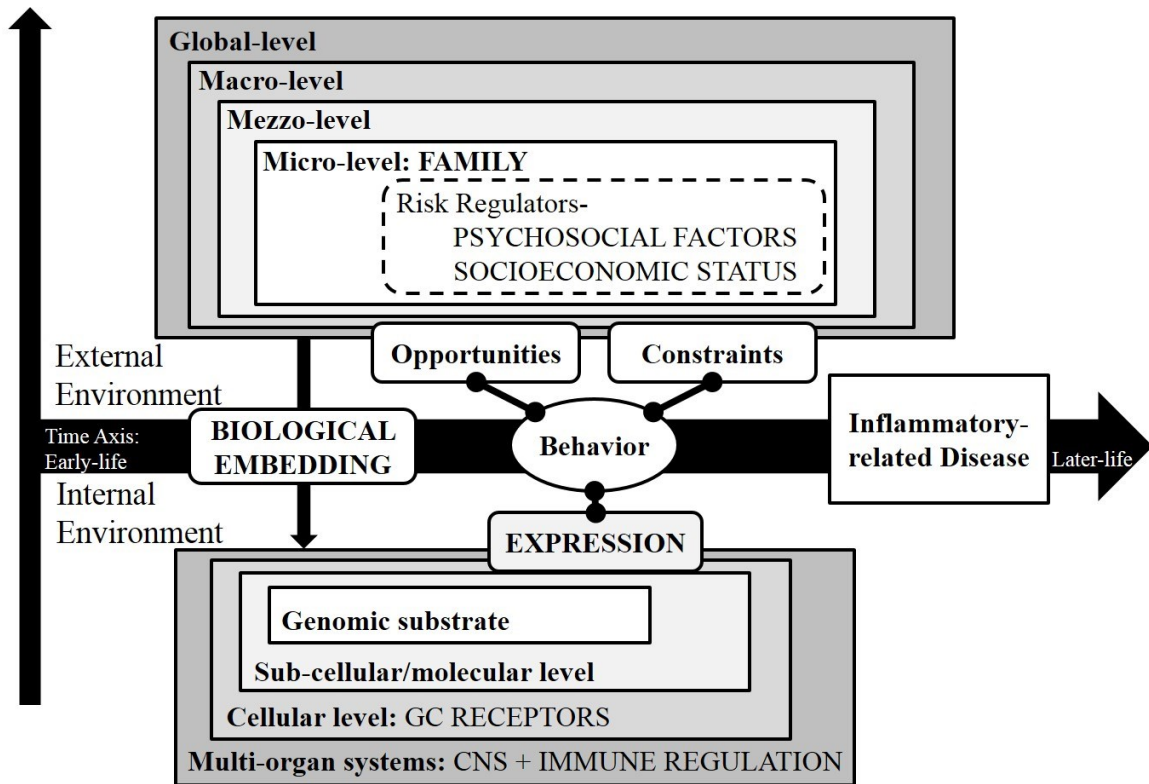 Global-level
Macro-level
Mezzo-level
Micro-level: FAMILY
Risk Regulators-
PSYCHOSOCIAL FACTORS
SOCIOECONOMIC STATUS
External
Environment
Opportunities
Constraints
Time Axis:
Early-life
BIOLOGICAL
EMBEDDING
Behavior
Inflammatory-
related Disease
Later-life
Internal
Environment
EXPRESSION
Genomic substrate
Sub-cellular/molecular level
Cellular level: GC RECEPTORS
Multi-organ systems: CNS + IMMUNE REGULATION